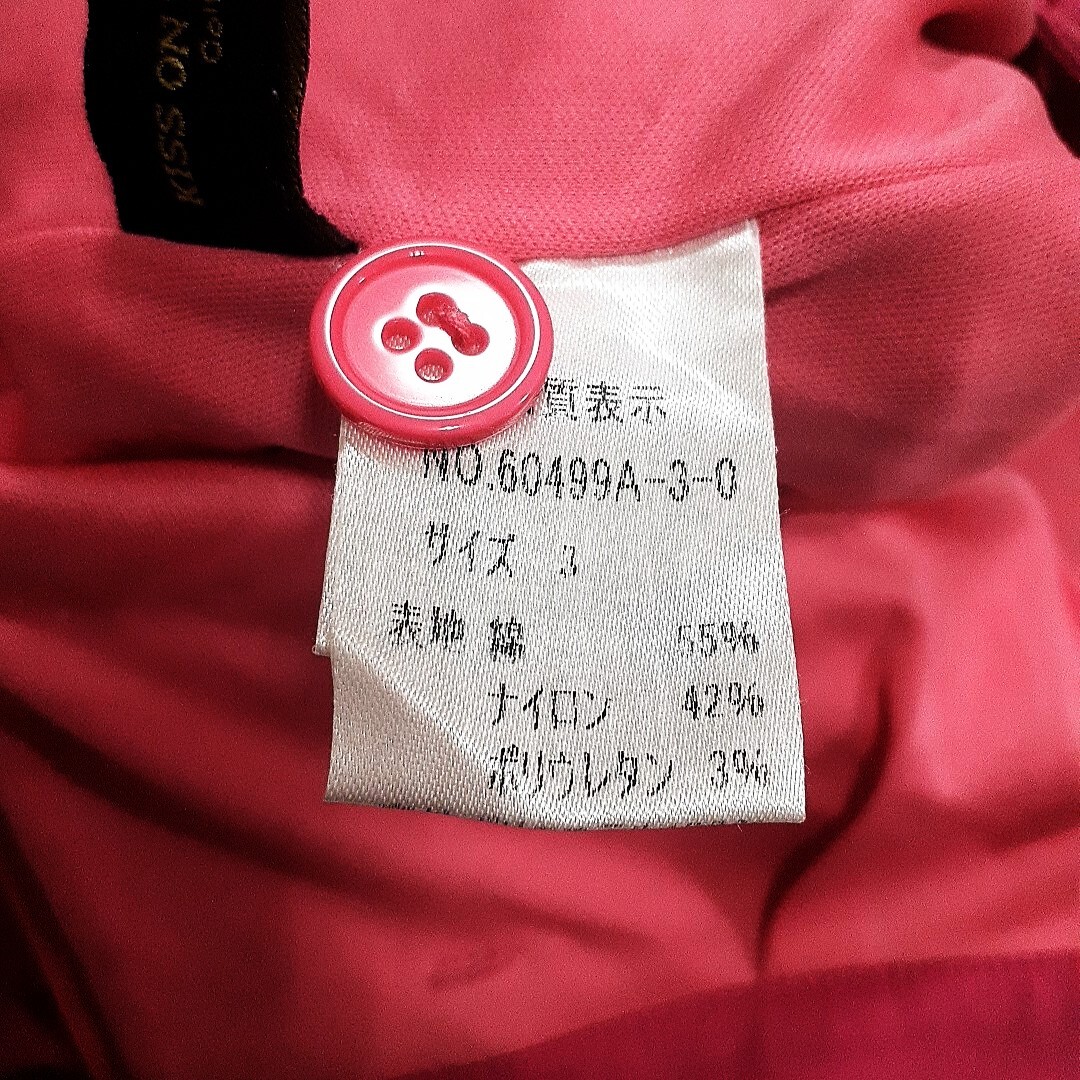 KISS ON
質表示
NO.60499A-3-0
サイズ 3
表地 綿 55%
ナイロン 42%
ポリウレタン 3%